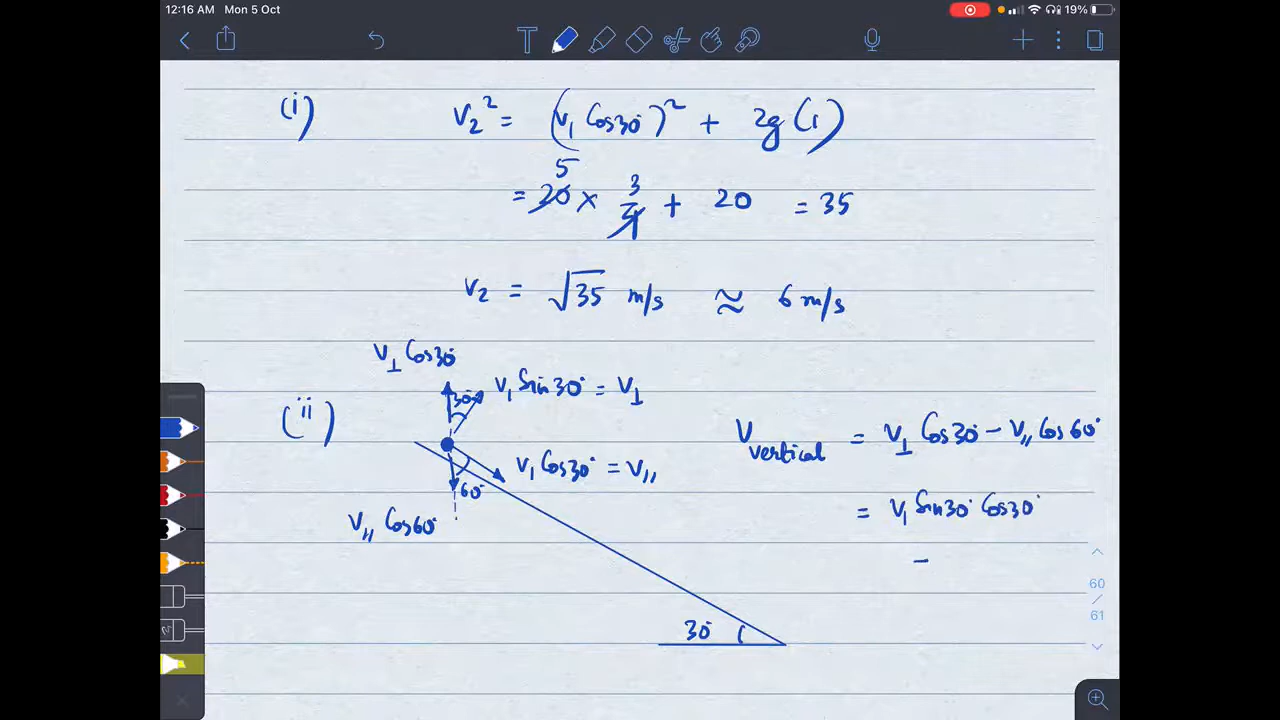 12:16 AM Mon 5 Oct
19%
T
(i) v₂² = (v₁ Cos30°)² + 2g(1)
5
= 20 × 3/4 + 20 = 35
v₂ = √35 m/s ≈ 6 m/s
v⊥ Cos30°
(ii) 30° v₁ Sin30° = v⊥
V vertical = v⊥ Cos30° - v∥ Cos60°
v₁ Cos30° = v∥
60°
v∥ Cos60°
= v₁ Sin30° Cos30°
-
60
/
61
30°